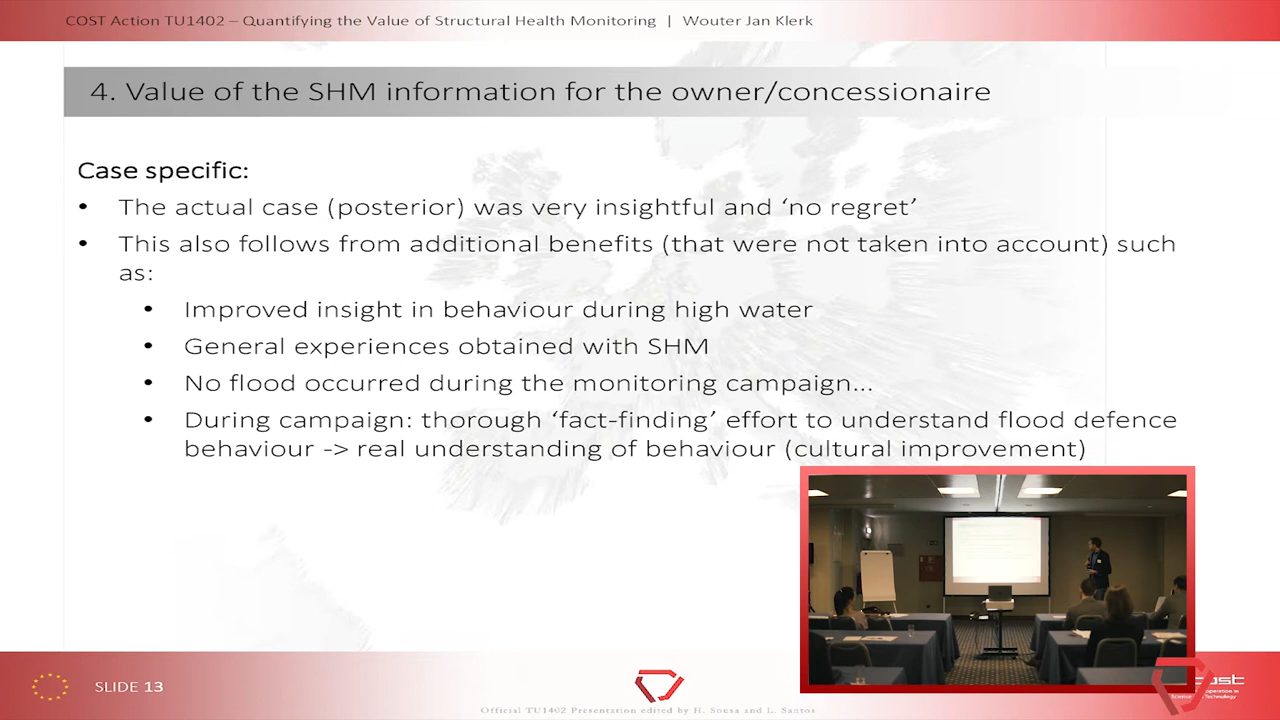 COST Action TU1402 – Quantifying the Value of Structural Health Monitoring | Wouter Jan Klerk
4. Value of the SHM information for the owner/concessionaire
Case specific:
• The actual case (posterior) was very insightful and ‘no regret’
• This also follows from additional benefits (that were not taken into account) such
as:
• Improved insight in behaviour during high water
• General experiences obtained with SHM
• No flood occurred during the monitoring campaign...
• During campaign: thorough ‘fact-finding’ effort to understand flood defence
behaviour -> real understanding of behaviour (cultural improvement)
SLIDE 13
Official TU1402 Presentation edited by H. Sousa and L. Santos